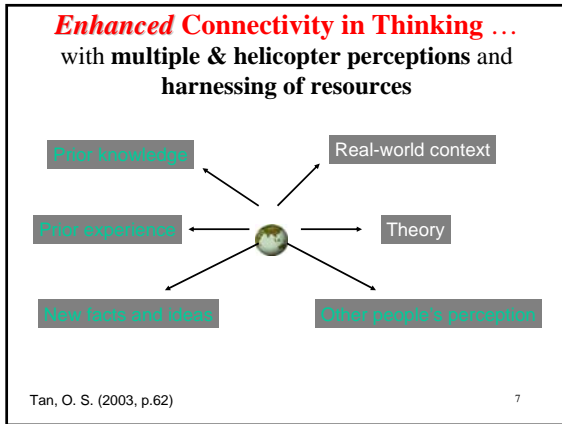 Enhanced Connectivity in Thinking …
with multiple & helicopter perceptions and
harnessing of resources
Prior knowledge
Real-world context
Prior experience
Theory
New facts and ideas
Other people's perception
Tan, O. S. (2003, p.62)
7